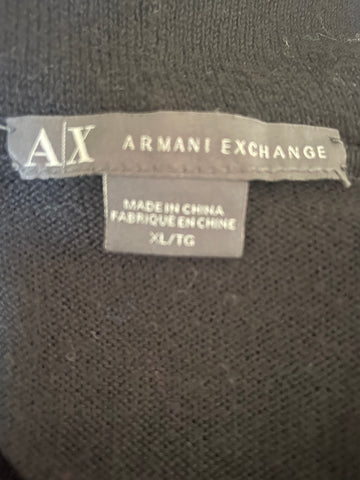 A|X ARMANI EXCHANGE
MADE IN CHINA
FABRIQUE EN CHINE
XL/TG